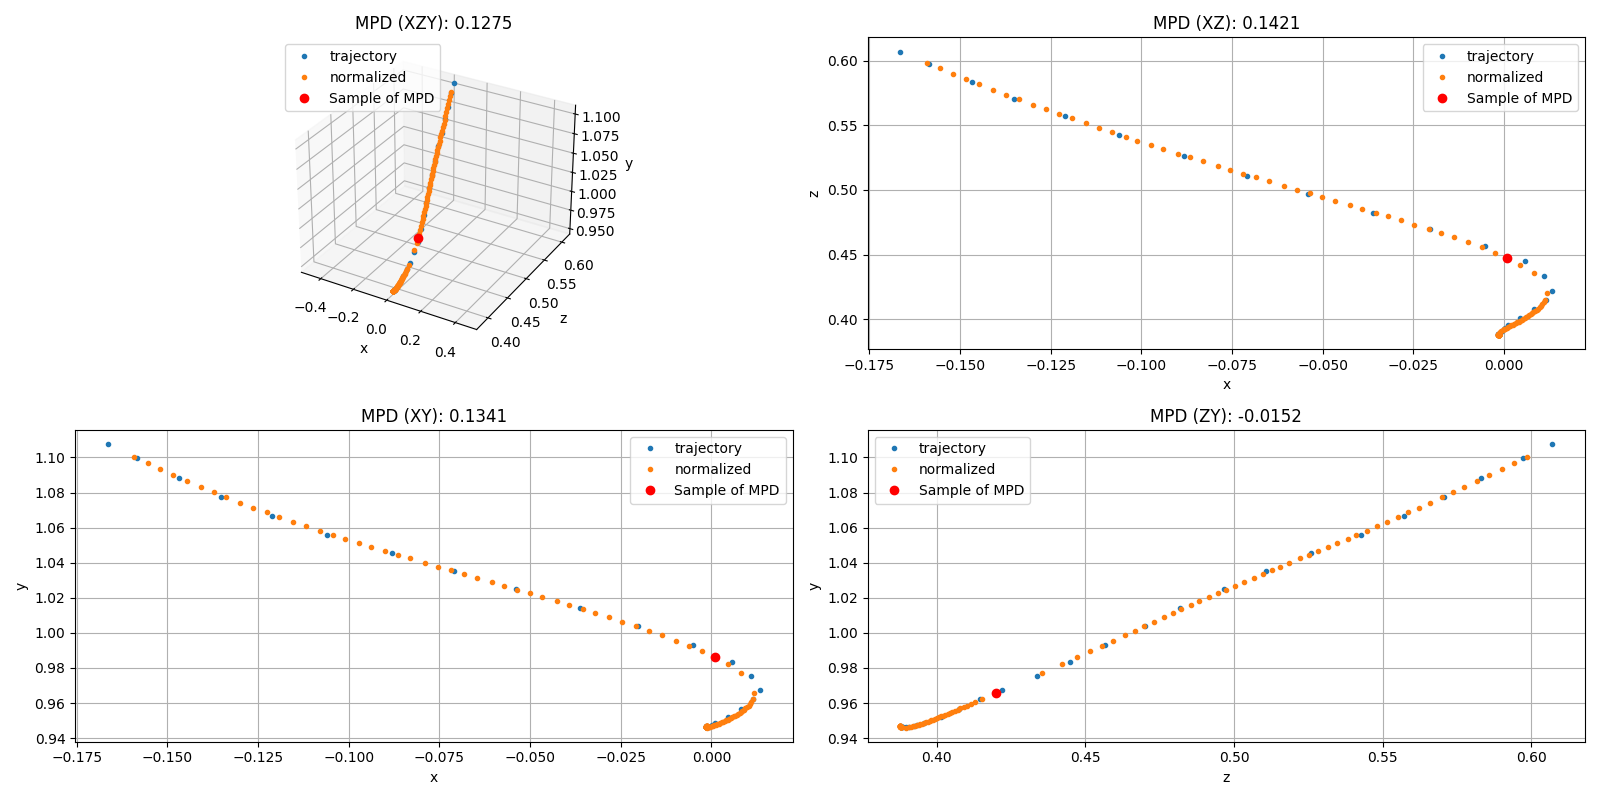 MPD (XZY): 0.1275
trajectory
normalized
Sample of MPD
1.100
1.075
1.050
1.025
1.000
0.975
0.950
y
−0.4
−0.2
0.0
0.2
0.4
x
0.40
0.45
0.50
0.55
0.60
z
MPD (XZ): 0.1421
trajectory
normalized
Sample of MPD
0.60
0.55
0.50
0.45
0.40
z
−0.175
−0.150
−0.125
−0.100
−0.075
−0.050
−0.025
0.000
x
MPD (XY): 0.1341
trajectory
normalized
Sample of MPD
1.10
1.08
1.06
1.04
1.02
1.00
0.98
0.96
0.94
y
−0.175
−0.150
−0.125
−0.100
−0.075
−0.050
−0.025
0.000
x
MPD (ZY): -0.0152
trajectory
normalized
Sample of MPD
1.10
1.08
1.06
1.04
1.02
1.00
0.98
0.96
0.94
y
0.40
0.45
0.50
0.55
0.60
z